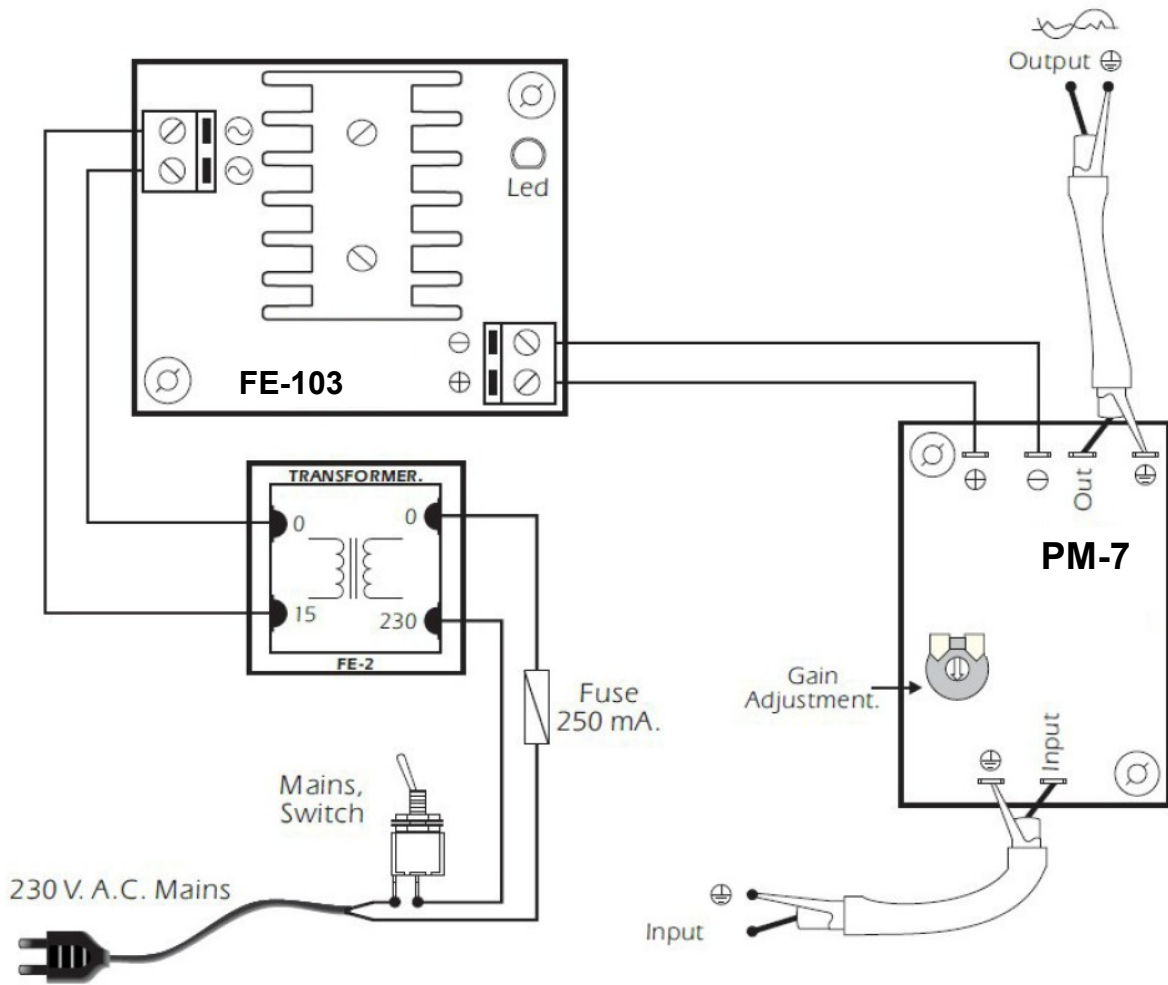 Output
Led
FE-103
TRANSFORMER.
0
0
15
230
FE-2
Out
PM-7
Gain
Adjustment.
Fuse
250 mA.
Input
Mains,
Switch
230 V. A.C. Mains
Input